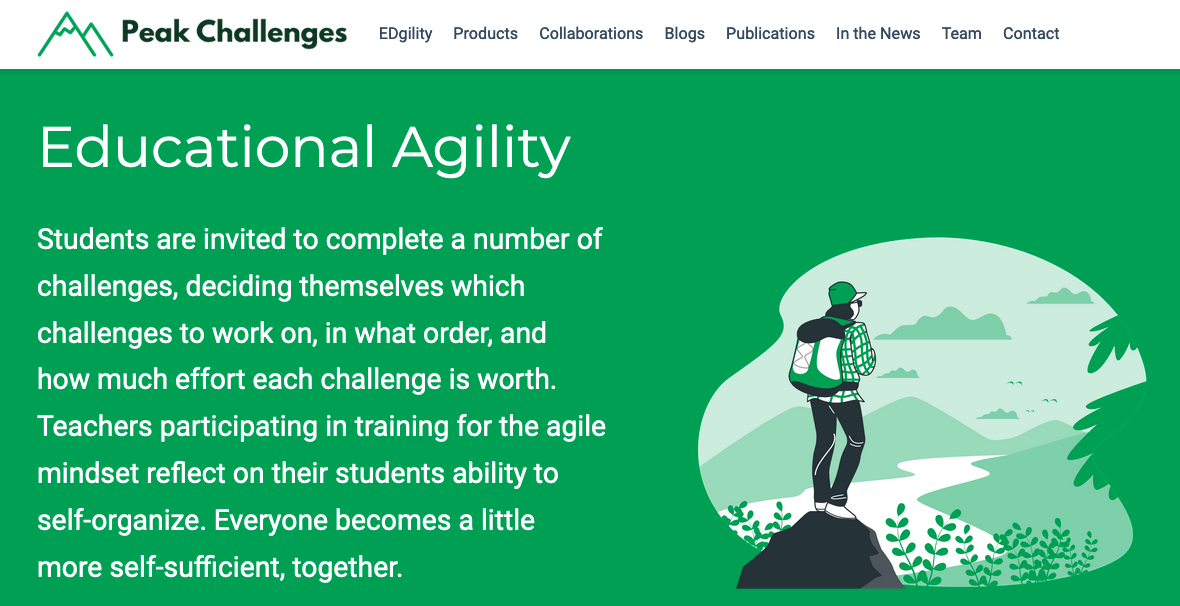 Peak Challenges EDgility Products Collaborations Blogs Publications In the News Team Contact
Educational Agility
Students are invited to complete a number of
challenges, deciding themselves which
challenges to work on, in what order, and
how much effort each challenge is worth.
Teachers participating in training for the agile
mindset reflect on their students ability to
self-organize. Everyone becomes a little
more self-sufficient, together.